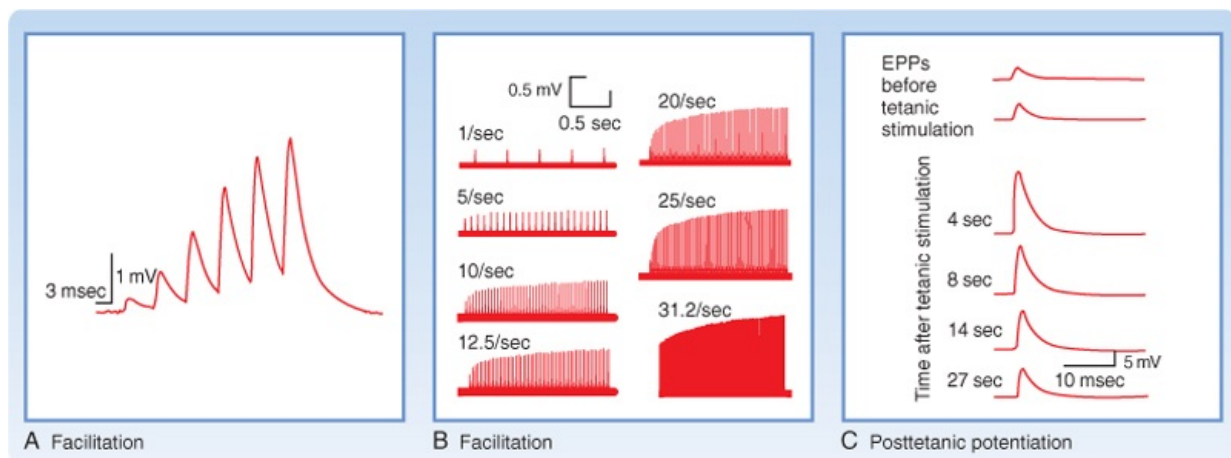 1 mV
3 msec
A Facilitation
0.5 mV
0.5 sec
1/sec
5/sec
10/sec
12.5/sec
20/sec
25/sec
31.2/sec
B Facilitation
EPPs
before
tetanic
stimulation
Time after tetanic stimulation
4 sec
8 sec
14 sec
27 sec
5 mV
10 msec
C Posttetanic potentiation